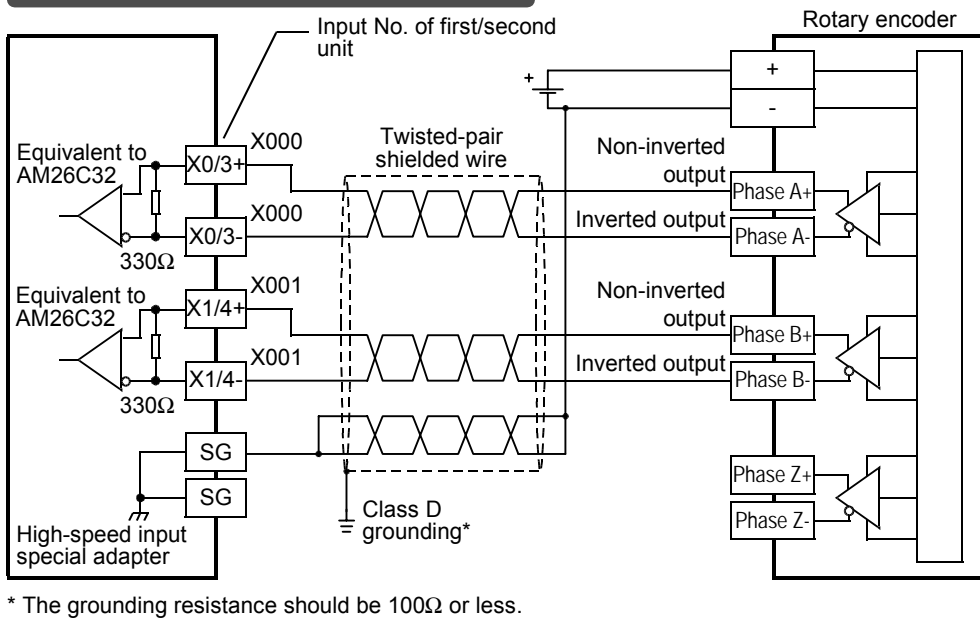 Rotary encoder
Input No. of first/second
unit
+
+
-
Equivalent to
AM26C32
X0/3+
X000
Twisted-pair
shielded wire
Non-inverted
output
Phase A+
X0/3-
X000
Inverted output
Phase A-
330Ω
Equivalent to
AM26C32
X1/4+
X001
Non-inverted
output
Phase B+
X1/4-
X001
Inverted output
Phase B-
330Ω
SG
SG
Phase Z+
Phase Z-
Class D
grounding*
High-speed input
special adapter
* The grounding resistance should be 100Ω or less.